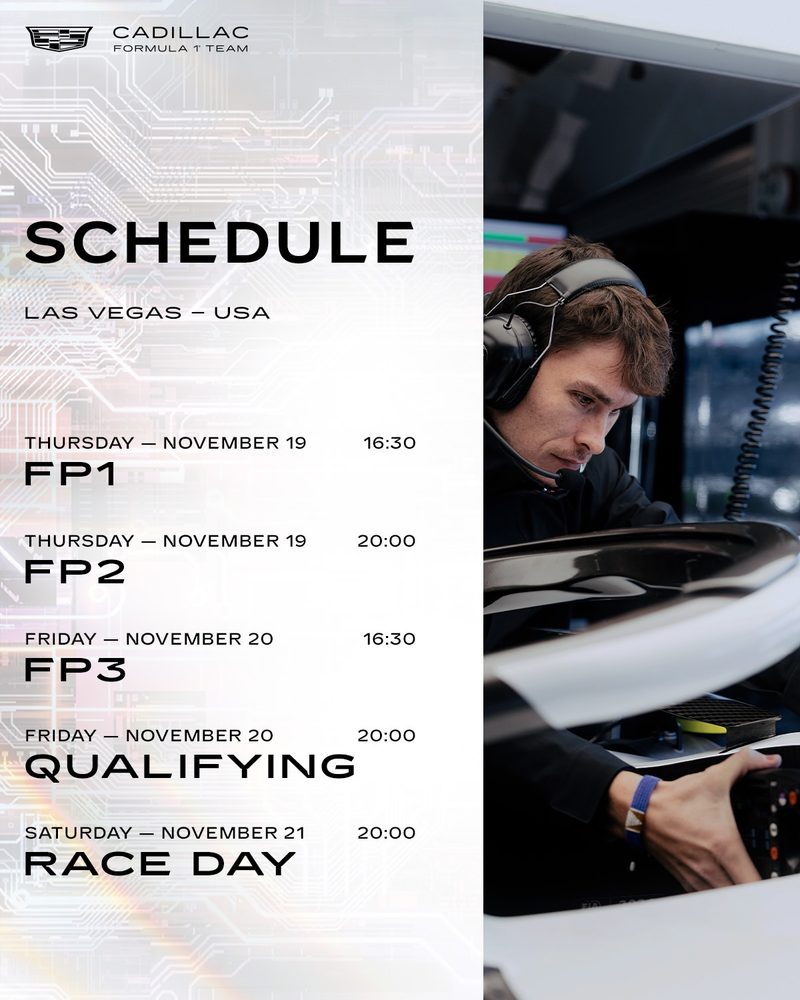 CADILLAC
FORMULA 1 TEAM
SCHEDULE
LAS VEGAS – USA
THURSDAY — NOVEMBER 19 16:30
FP1
THURSDAY — NOVEMBER 19 20:00
FP2
FRIDAY — NOVEMBER 20 16:30
FP3
FRIDAY — NOVEMBER 20 20:00
QUALIFYING
SATURDAY — NOVEMBER 21 20:00
RACE DAY